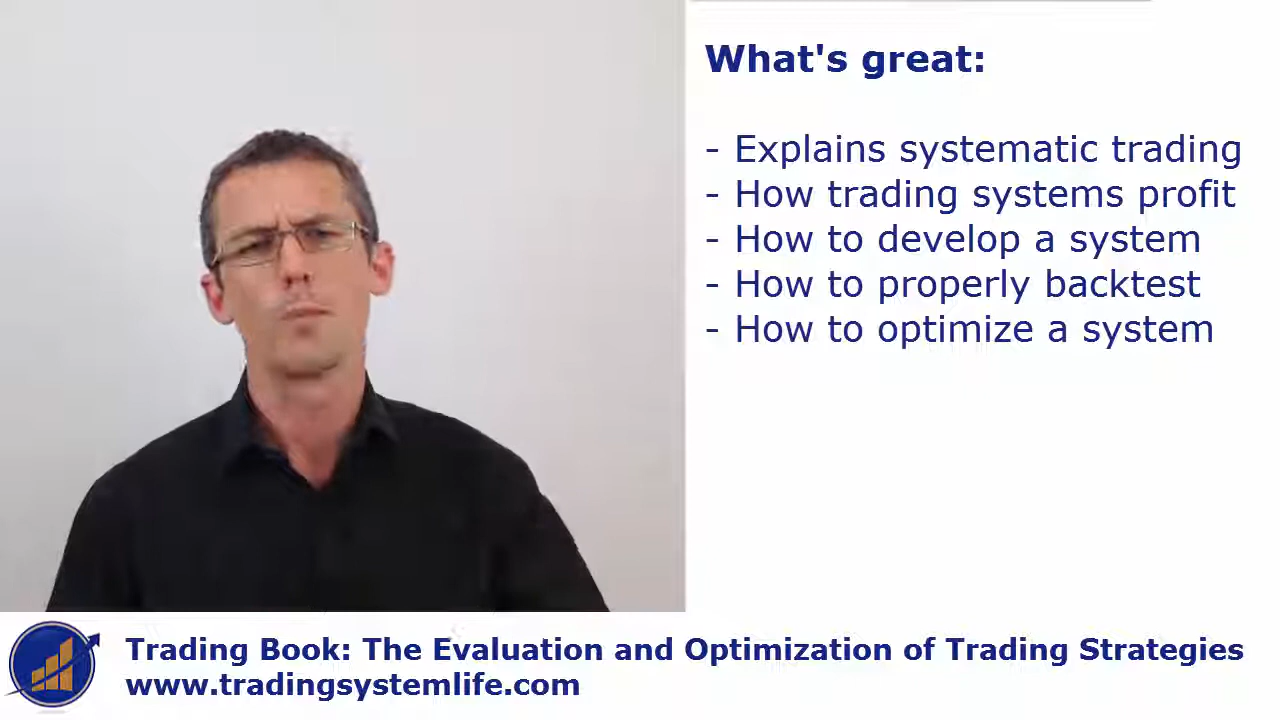 What's great:
- Explains systematic trading
- How trading systems profit
- How to develop a system
- How to properly backtest
- How to optimize a system
Trading Book: The Evaluation and Optimization of Trading Strategies
www.tradingsystemlife.com